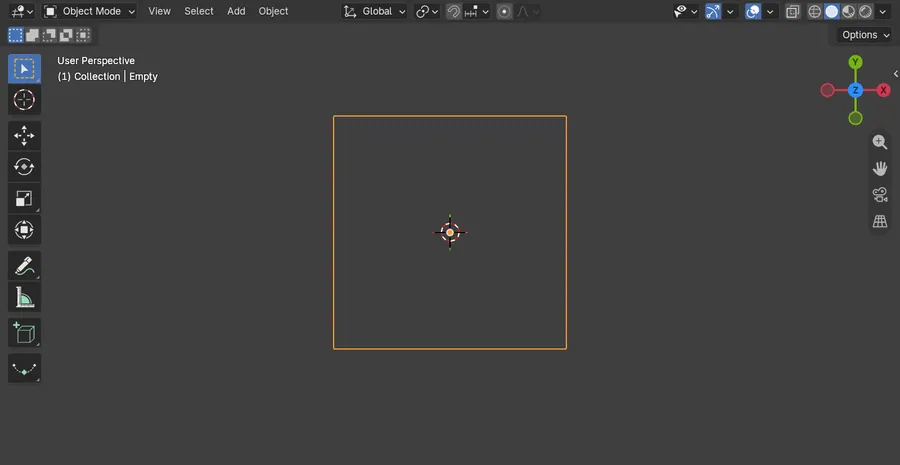 Object Mode View Select Add Object Global
Options
User Perspective
(1) Collection | Empty
Y
Z X